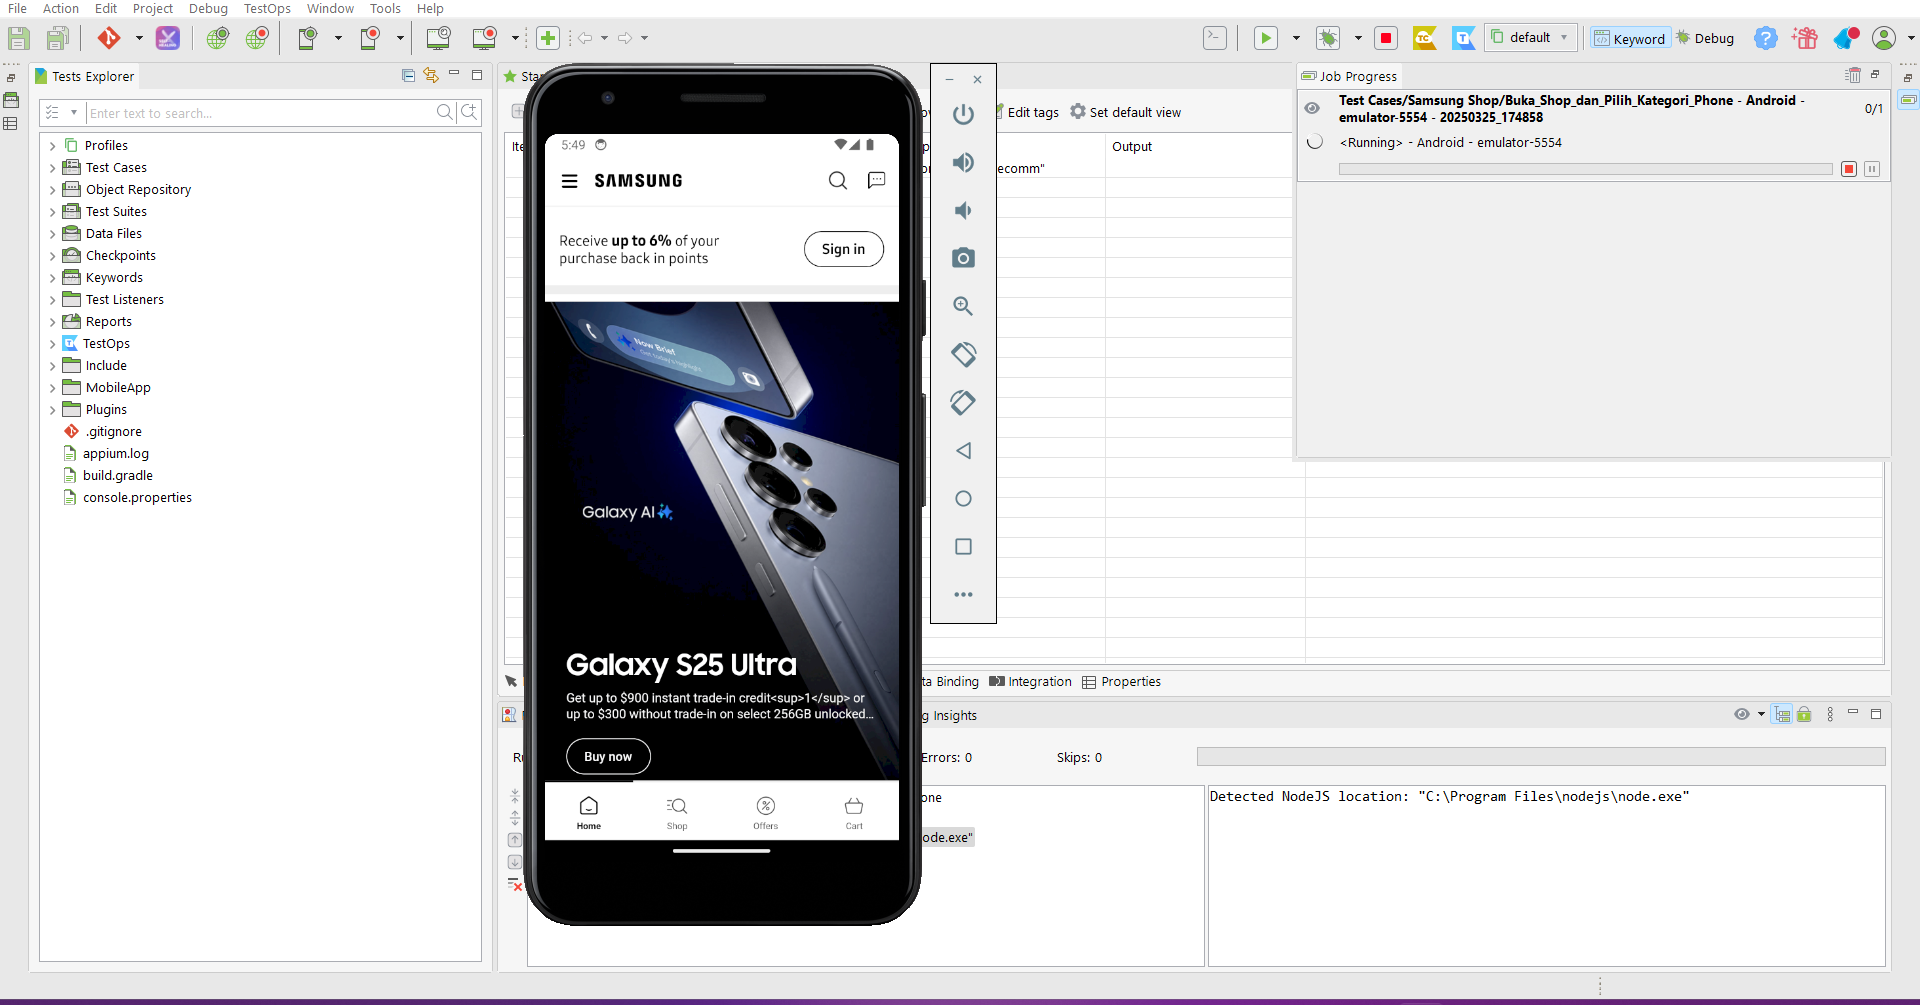 File Action Edit Project Debug TestOps Window Tools Help
default
Keyword
Debug
Tests Explorer
Enter text to search...
Profiles
Test Cases
Object Repository
Test Suites
Data Files
Checkpoints
Keywords
Test Listeners
Reports
TestOps
Include
MobileApp
Plugins
.gitignore
appium.log
build.gradle
console.properties
Edit tags
Set default view
Output
ecomm"
5:49
SAMSUNG
Receive up to 6% of your
purchase back in points
Sign in
Now Brief
Galaxy AI
Galaxy S25 Ultra
Get up to $900 instant trade-in credit<sup>1</sup> or
up to $300 without trade-in on select 256GB unlocked...
Buy now
Home
Shop
Offers
Cart
Job Progress
Test Cases/Samsung Shop/Buka_Shop_dan_Pilih_Kategori_Phone - Android -
emulator-5554 - 20250325_174858
0/1
<Running> - Android - emulator-5554
Binding
Integration
Properties
Insights
Errors: 0
Skips: 0
one
ode.exe"
Detected NodeJS location: "C:\Program Files\nodejs\node.exe"